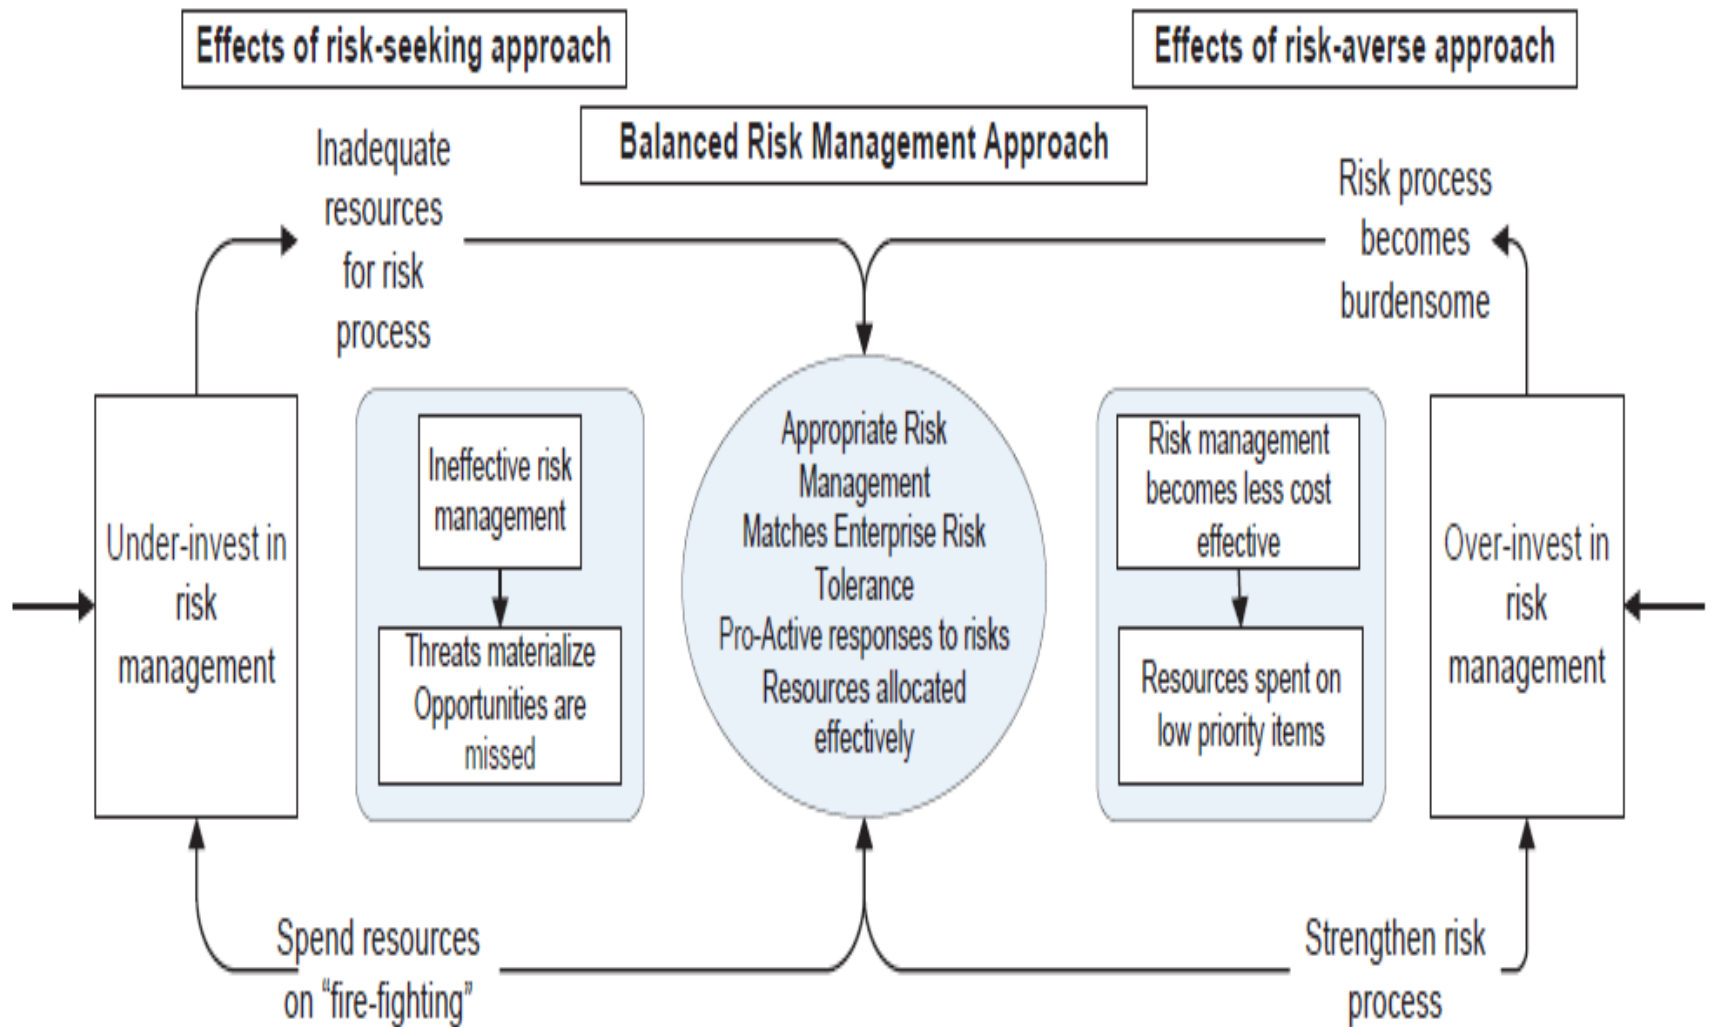 Effects of risk-seeking approach
Effects of risk-averse approach
Balanced Risk Management Approach
Inadequate
resources
for risk
process
Risk process
becomes
burdensome
Under-invest in
risk
management
Ineffective risk
management
Threats materialize
Opportunities are
missed
Appropriate Risk
Management
Matches Enterprise Risk
Tolerance
Pro-Active responses to risks
Resources allocated
effectively
Risk management
becomes less cost
effective
Resources spent on
low priority items
Over-invest in
risk
management
Spend resources
on “fire-fighting”
Strengthen risk
process